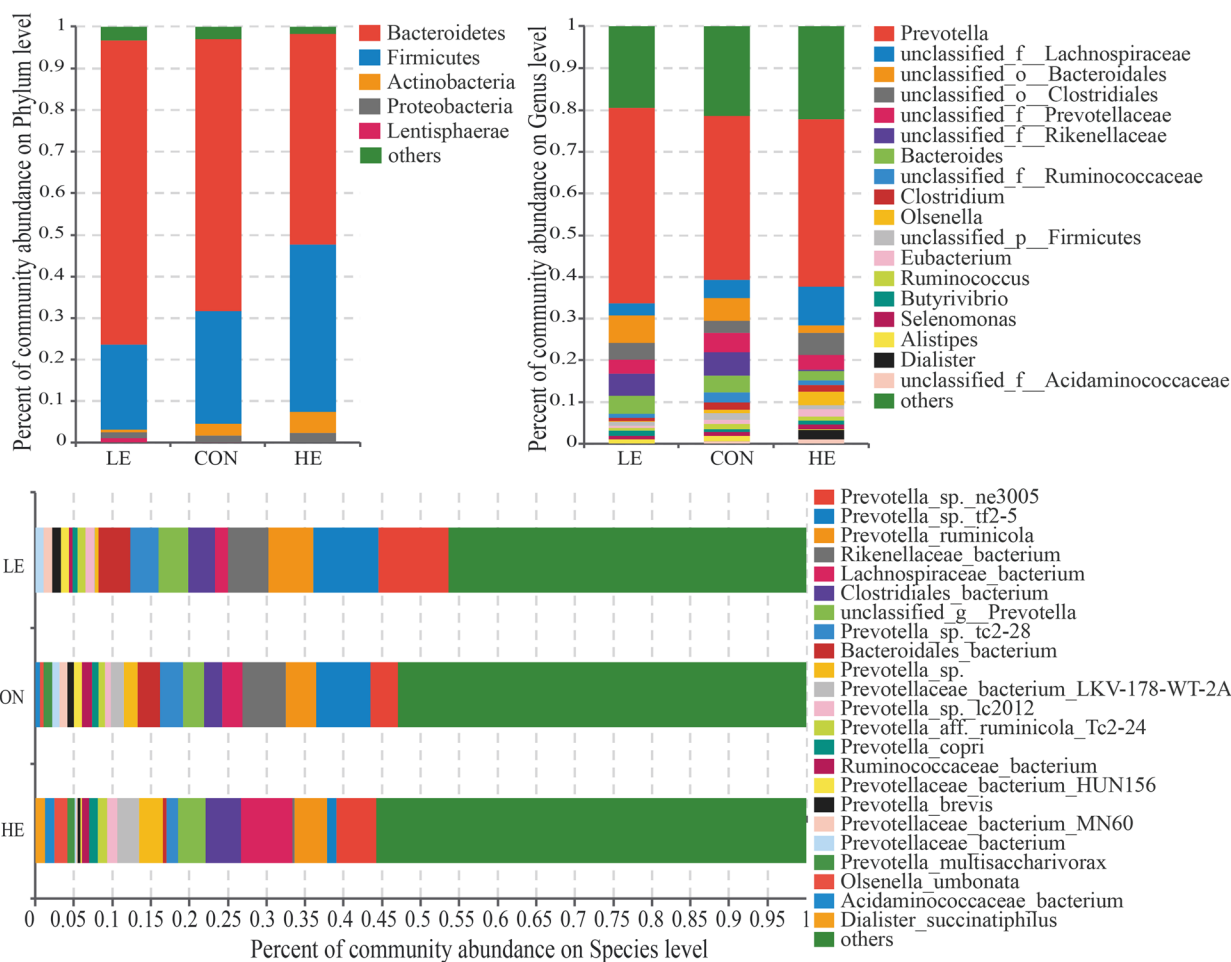 Percent of community abundance on Phylum level
1
0.9
0.8
0.7
0.6
0.5
0.4
0.3
0.2
0.1
0
LE
CON
HE
Bacteroidetes
Firmicutes
Actinobacteria
Proteobacteria
Lentisphaerae
others
Percent of community abundance on Genus level
1
0.9
0.8
0.7
0.6
0.5
0.4
0.3
0.2
0.1
0
LE
CON
HE
Prevotella
unclassified_f__Lachnospiraceae
unclassified_o__Bacteroidales
unclassified_o__Clostridiales
unclassified_f__Prevotellaceae
unclassified_f__Rikenellaceae
Bacteroides
unclassified_f__Ruminococcaceae
Clostridium
Olsenella
unclassified_p__Firmicutes
Eubacterium
Ruminococcus
Butyrivibrio
Selenomonas
Alistipes
Dialister
unclassified_f__Acidaminococcaceae
others
LE
ON
HE
0
0.05
0.1
0.15
0.2
0.25
0.3
0.35
0.4
0.45
0.5
0.55
0.6
0.65
0.7
0.75
0.8
0.85
0.9
0.95
1
Percent of community abundance on Species level
Prevotella_sp._ne3005
Prevotella_sp._tf2-5
Prevotella_ruminicola
Rikenellaceae_bacterium
Lachnospiraceae_bacterium
Clostridiales_bacterium
unclassified_g__Prevotella
Prevotella_sp._tc2-28
Bacteroidales_bacterium
Prevotella_sp.
Prevotellaceae_bacterium_LKV-178-WT-2A
Prevotella_sp._lc2012
Prevotella_aff._ruminicola_Tc2-24
Prevotella_copri
Ruminococcaceae_bacterium
Prevotellaceae_bacterium_HUN156
Prevotella_brevis
Prevotellaceae_bacterium_MN60
Prevotellaceae_bacterium
Prevotella_multisaccharivorax
Olsenella_umbonata
Acidaminococcaceae_bacterium
Dialister_succinatiphilus
others